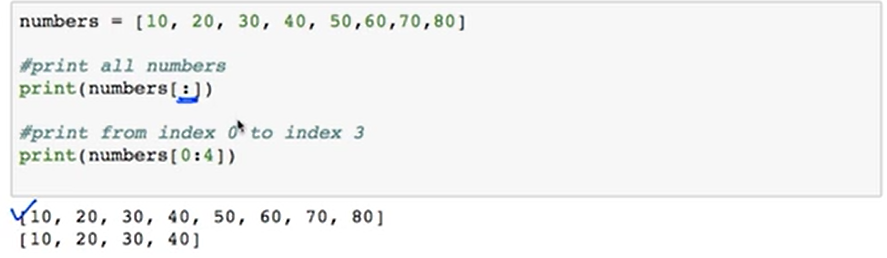 numbers = [10, 20, 30, 40, 50,60,70,80]
#print all numbers
print(numbers[:])
#print from index 0 to index 3
print(numbers[0:4])
[10, 20, 30, 40, 50, 60, 70, 80]
[10, 20, 30, 40]